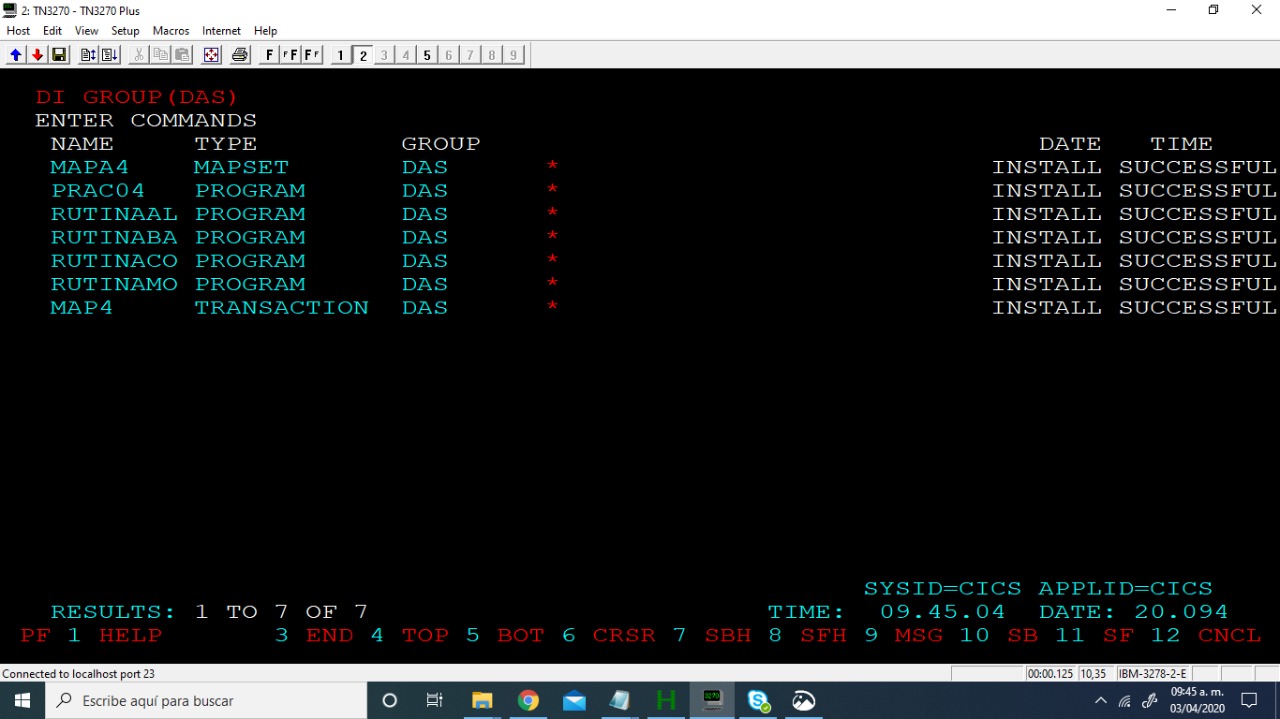 2: TN3270 - TN3270 Plus
Host Edit View Setup Macros Internet Help
F F F F F 1 2 3 4 5 6 7 8 9
DI GROUP(DAS)
ENTER COMMANDS
NAME TYPE GROUP DATE TIME
MAPA4 MAPSET DAS * INSTALL SUCCESSFUL
PRAC04 PROGRAM DAS * INSTALL SUCCESSFUL
RUTINAAL PROGRAM DAS * INSTALL SUCCESSFUL
RUTINABA PROGRAM DAS * INSTALL SUCCESSFUL
RUTINACO PROGRAM DAS * INSTALL SUCCESSFUL
RUTINAMO PROGRAM DAS * INSTALL SUCCESSFUL
MAP4 TRANSACTION DAS * INSTALL SUCCESSFUL
SYSID=CICS APPLID=CICS
RESULTS: 1 TO 7 OF 7 TIME: 09.45.04 DATE: 20.094
PF 1 HELP 3 END 4 TOP 5 BOT 6 CRSR 7 SBH 8 SFH 9 MSG 10 SB 11 SF 12 CNCL
Connected to localhost port 23 00:00.125 10,35 IBM-3278-2-E
Escribe aquí para buscar H 3270 09:45 a. m.
03/04/2020